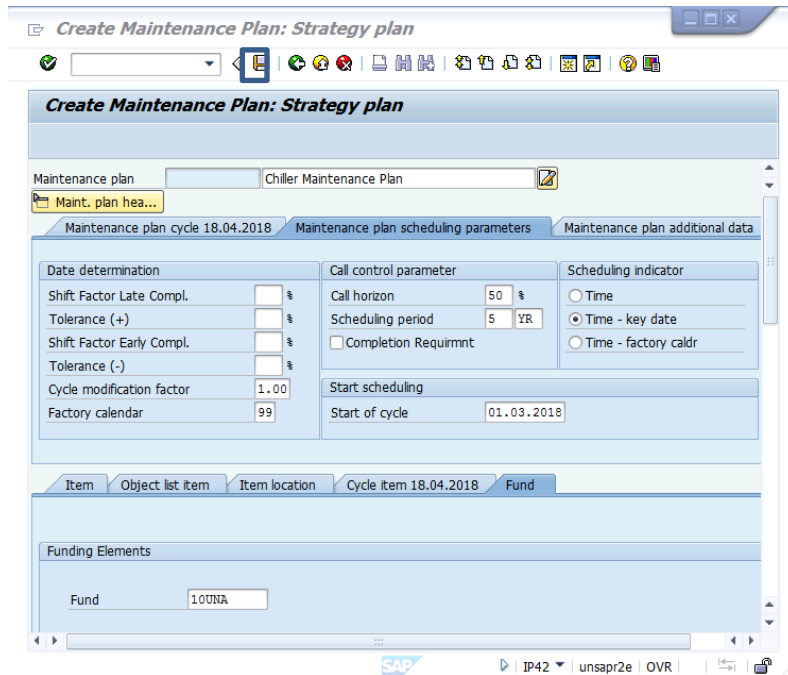 Create Maintenance Plan: Strategy plan
Create Maintenance Plan: Strategy plan
Maintenance plan Chiller Maintenance Plan
Maint. plan hea...
Maintenance plan cycle 18.04.2018 Maintenance plan scheduling parameters Maintenance plan additional data
Date determination Call control parameter Scheduling indicator
Shift Factor Late Compl. % Call horizon 50 % Time
Tolerance (+) % Scheduling period 5 YR Time - key date
Shift Factor Early Compl. % Completion Requirmnt Time - factory caldr
Tolerance (-) %
Cycle modification factor 1.00 Start scheduling
Factory calendar 99 Start of cycle 01.03.2018
Item Object list item Item location Cycle item 18.04.2018 Fund
Funding Elements
Fund 10UNA
SAP IP42 unsapr2e OVR